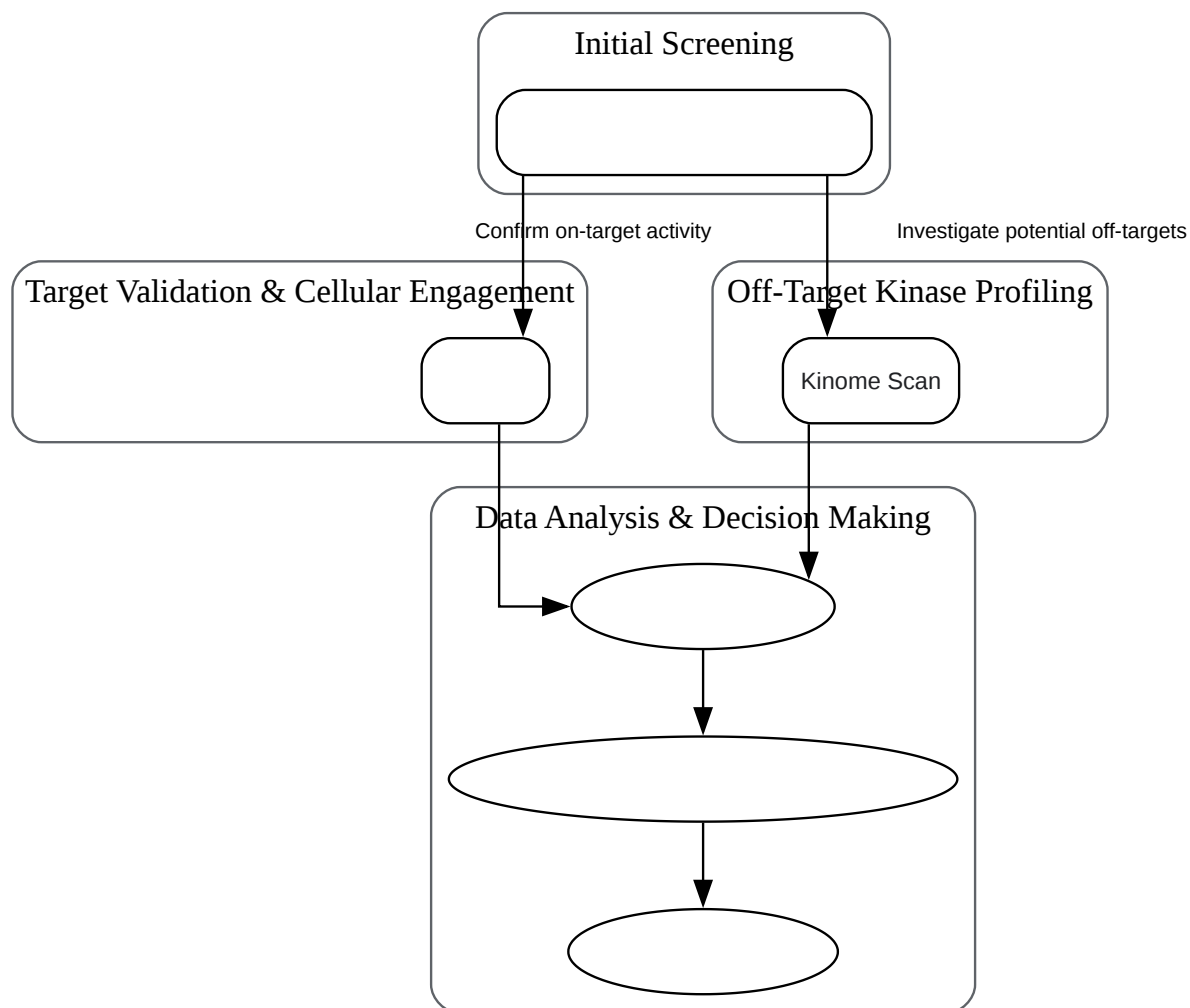 Initial Screening
Confirm on-target activity
Investigate potential off-targets
Target Validation & Cellular Engagement
Off-Target Kinase Profiling
Kinome Scan
Data Analysis & Decision Making